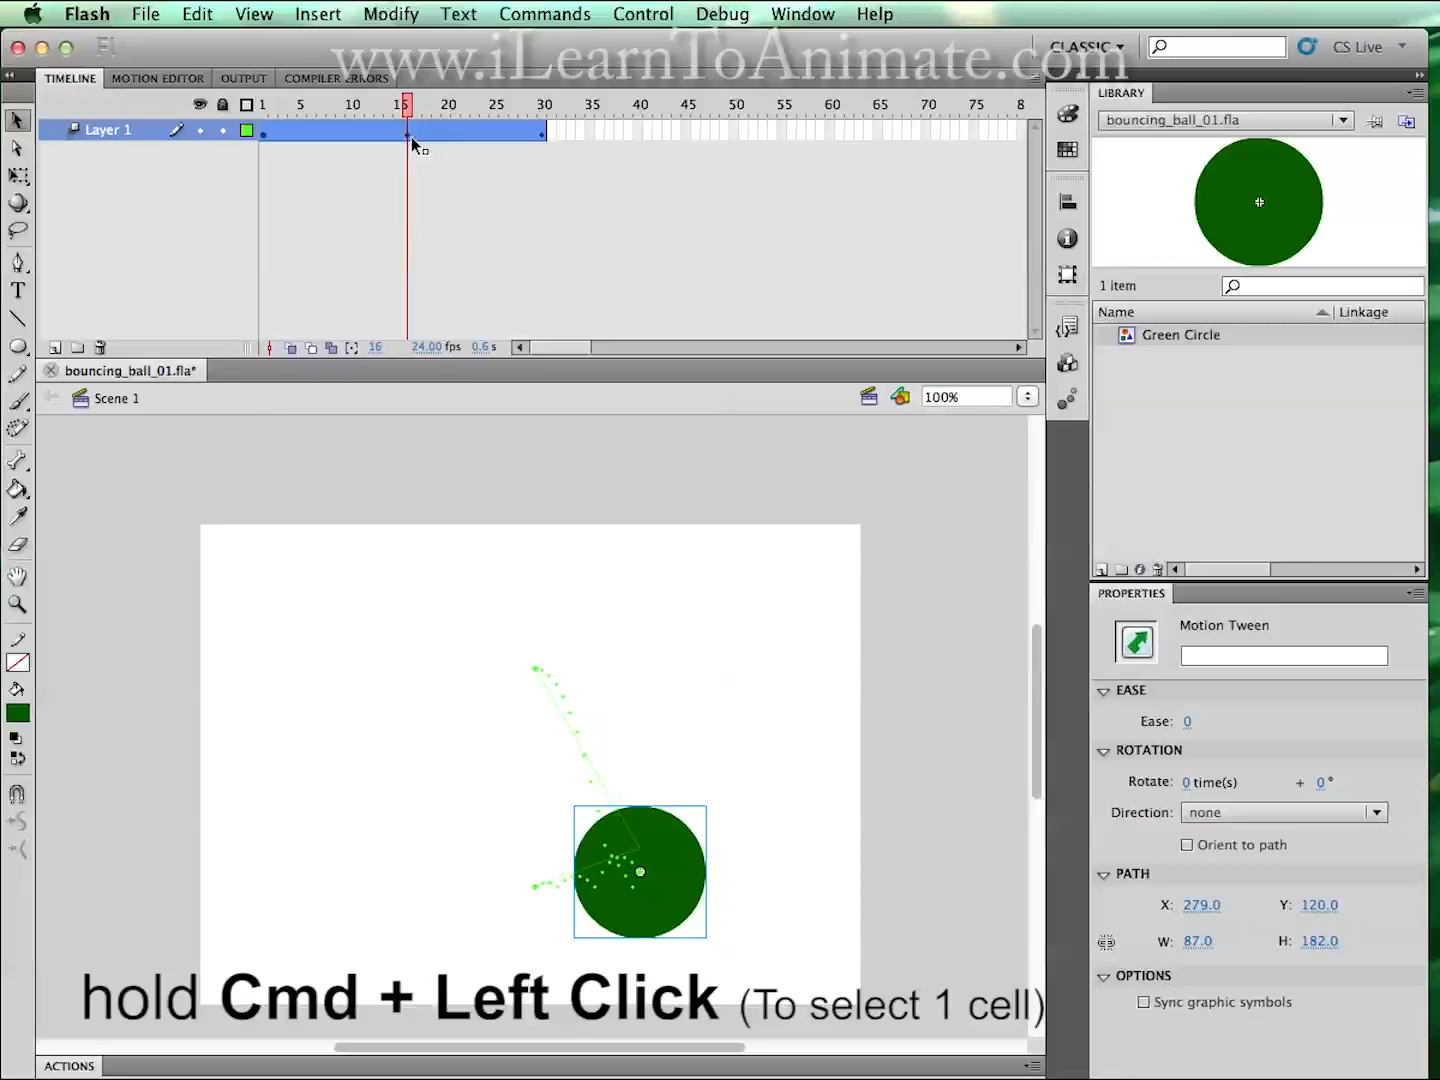 Flash File Edit View Insert Modify Text Commands Control Debug Window Help
www.iLearnToAnimate.com
CLASSIC
CS Live
TIMELINE MOTION EDITOR OUTPUT COMPILER ERRORS
LIBRARY
1 5 10 15 20 25 30 35 40 45 50 55 60 65 70 75 8
bouncing_ball_01.fla
Layer 1
1 item
Name Linkage
Green Circle
16 24.00 fps 0.6 s
bouncing_ball_01.fla*
Scene 1
100%
PROPERTIES
Motion Tween
EASE
Ease: 0
ROTATION
Rotate: 0 time(s) + 0°
Direction: none
Orient to path
PATH
X: 279.0 Y: 120.0
W: 87.0 H: 182.0
OPTIONS
Sync graphic symbols
hold Cmd + Left Click (To select 1 cell)
ACTIONS